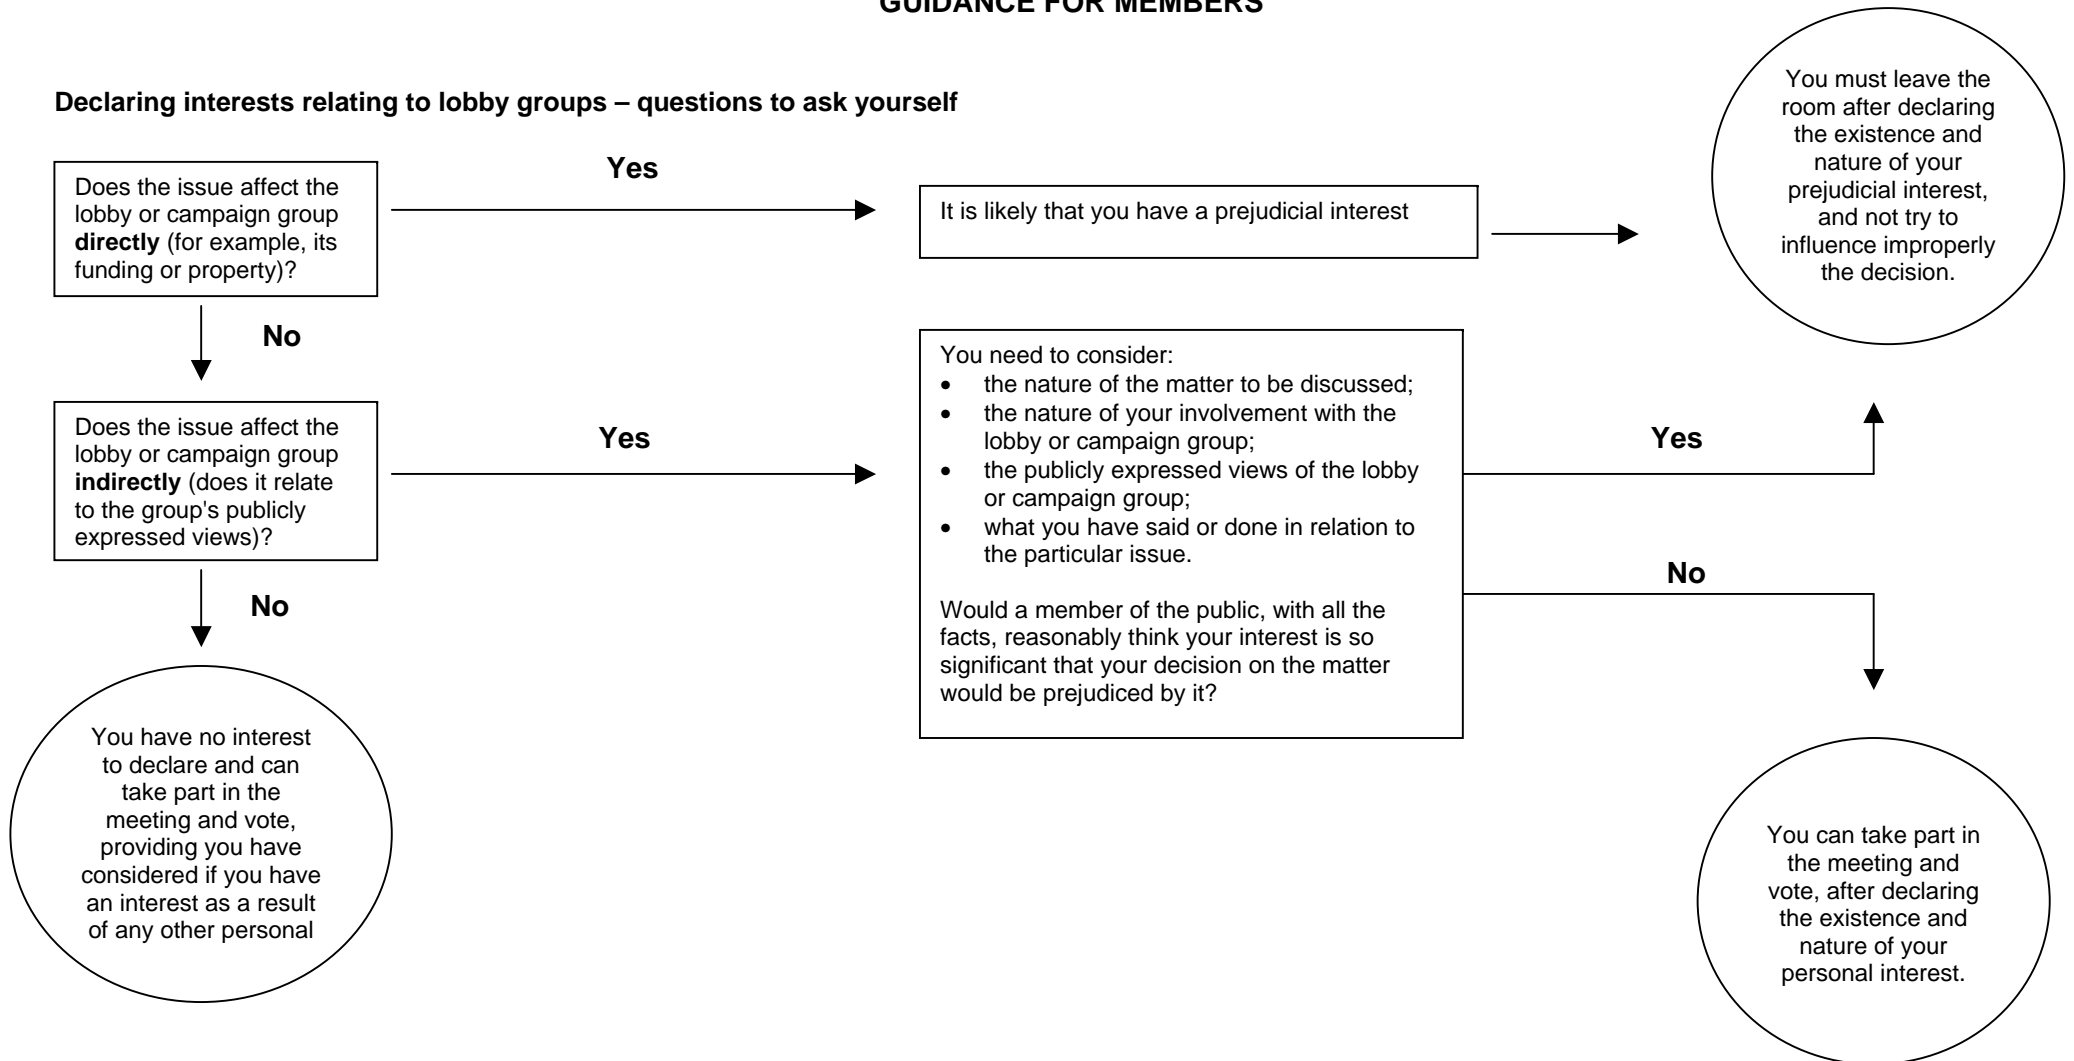 GUIDANCE FOR MEMBERS
Declaring interests relating to lobby groups – questions to ask yourself
Does the issue affect the
lobby or campaign group
directly (for example, its
funding or property)?
Yes
It is likely that you have a prejudicial interest
You must leave the
room after declaring
the existence and
nature of your
prejudicial interest,
and not try to
influence improperly
the decision.
No
Does the issue affect the
lobby or campaign group
indirectly (does it relate
to the group's publicly
expressed views)?
Yes
You need to consider:
• the nature of the matter to be discussed;
• the nature of your involvement with the
lobby or campaign group;
• the publicly expressed views of the lobby
or campaign group;
• what you have said or done in relation to
the particular issue.
Would a member of the public, with all the
facts, reasonably think your interest is so
significant that your decision on the matter
would be prejudiced by it?
Yes
No
No
You have no interest
to declare and can
take part in the
meeting and vote,
providing you have
considered if you have
an interest as a result
of any other personal
You can take part in
the meeting and
vote, after declaring
the existence and
nature of your
personal interest.